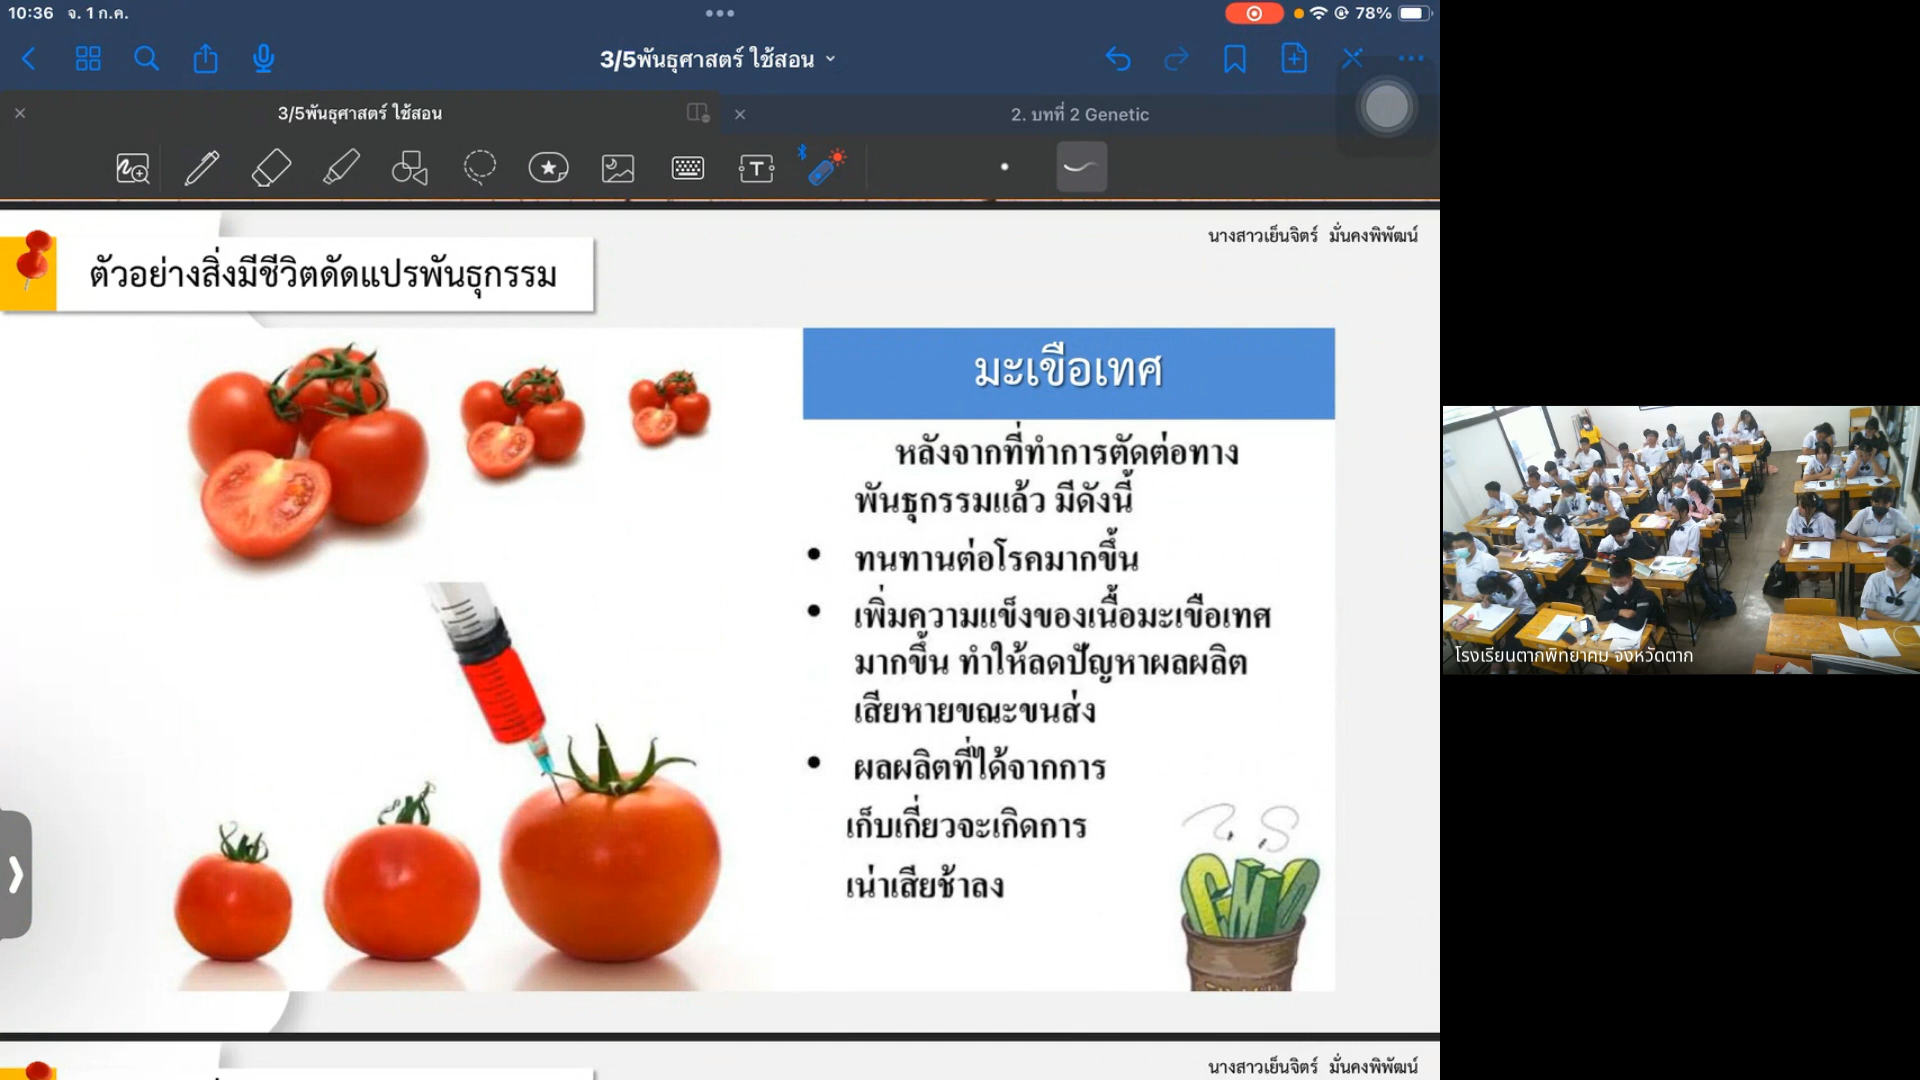 10:36 จ. 1 ก.ค.
78%
3/5พันธุศาสตร์ ใช้สอน
3/5พันธุศาสตร์ ใช้สอน
2. บทที่ 2 Genetic
T
นางสาวเย็นจิตร์ มั่นคงพิพัฒน์
ตัวอย่างสิ่งมีชีวิตดัดแปรพันธุกรรม
มะเขือเทศ
หลังจากที่ทำการตัดต่อทาง
พันธุกรรมแล้ว มีดังนี้
• ทนทานต่อโรคมากขึ้น
• เพิ่มความแข็งของเนื้อมะเขือเทศ
มากขึ้น ทำให้ลดปัญหาผลผลิต
เสียหายขณะขนส่ง
• ผลผลิตที่ได้จากการ
เก็บเกี่ยวจะเกิดการ
เน่าเสียช้าลง
GMO
โรงเรียนตากพิทยาคม จังหวัดตาก
นางสาวเย็นจิตร์ มั่นคงพิพัฒน์